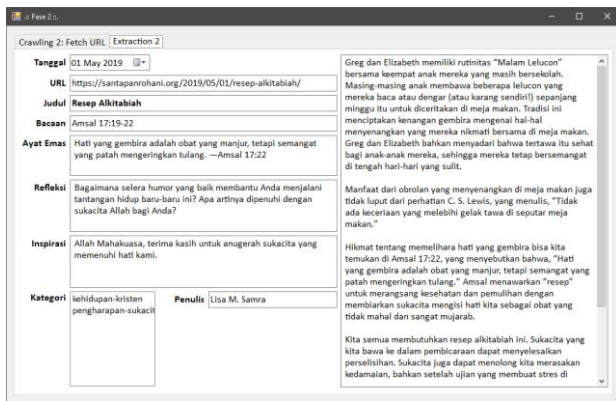 .:: Fase 2 ::.
Crawling 2: Fetch URL
Extraction 2
Tanggal
01 May 2019
URL
https://santapanrohani.org/2019/05/01/resep-alkitabiah/
Judul
Resep Alkitabiah
Bacaan
Amsal 17:19-22
Ayat Emas
Hati yang gembira adalah obat yang manjur, tetapi semangat
yang patah mengeringkan tulang. —Amsal 17:22
Refleksi
Bagaimana selera humor yang baik membantu Anda menjalani
tantangan hidup baru-baru ini? Apa artinya dipenuhi dengan
sukacita Allah bagi Anda?
Inspirasi
Allah Mahakuasa, terima kasih untuk anugerah sukacita yang
memenuhi hati kami.
Kategori
kehidupan-kristen
pengharapan-sukacit
Penulis
Lisa M. Samra
Greg dan Elizabeth memiliki rutinitas “Malam Lelucon”
bersama keempat anak mereka yang masih bersekolah.
Masing-masing anak membawa beberapa lelucon yang
mereka baca atau dengar (atau karang sendiri!) sepanjang
minggu itu untuk diceritakan di meja makan. Tradisi ini
menciptakan kenangan gembira mengenai hal-hal
menyenangkan yang mereka nikmati bersama di meja makan.
Greg dan Elizabeth bahkan menyadari bahwa tertawa itu sehat
bagi anak-anak mereka, sehingga mereka tetap bersemangat
di tengah hari-hari yang sulit.
Manfaat dari obrolan yang menyenangkan di meja makan juga
tidak luput dari perhatian C. S. Lewis, yang menulis, “Tidak
ada keceriaan yang melebihi gelak tawa di seputar meja
makan.”
Hikmat tentang memelihara hati yang gembira bisa kita
temukan di Amsal 17:22, yang menyebutkan bahwa, “Hati
yang gembira adalah obat yang manjur, tetapi semangat yang
patah mengeringkan tulang.” Amsal menawarkan “resep”
untuk merangsang kesehatan dan pemulihan dengan
membiarkan sukacita mengisi hati kita sebagai obat yang
tidak mahal dan sangat mujarab.
Kita semua membutuhkan resep alkitabiah ini. Sukacita yang
kita bawa ke dalam pembicaraan dapat menyelesaikan
perselisihan. Sukacita juga dapat menolong kita merasakan
kedamaian, bahkan setelah ujian yang membuat stres di